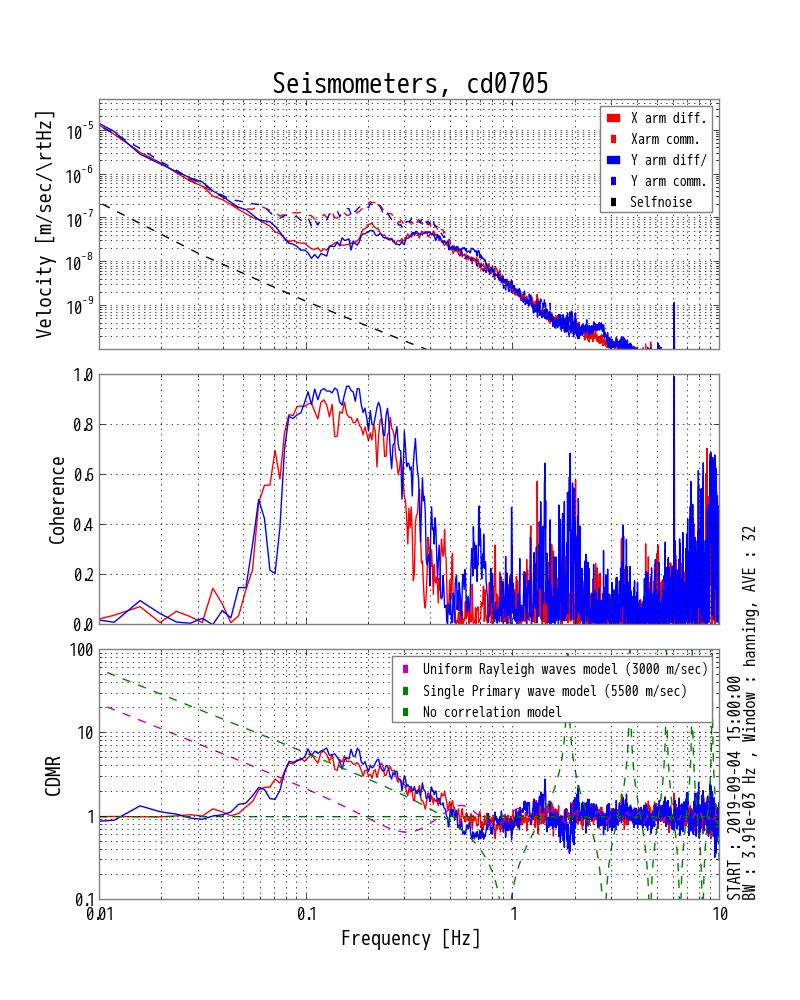 Seismometers, cd0705
Velocity [m/sec/\rtHz]
10^-5
10^-6
10^-7
10^-8
10^-9
X arm diff.
Xarm comm.
Y arm diff/
Y arm comm.
Selfnoise
Coherence
1.0
0.8
0.6
0.4
0.2
0.0
CDMR
100
10
1
0.1
Uniform Rayleigh waves model (3000 m/sec)
Single Primary wave model (5500 m/sec)
No correlation model
0.01
0.1
1
10
Frequency [Hz]
START : 2019-09-04 15:00:00
BW : 3.91e-03 Hz , Window : hanning, AVE : 32